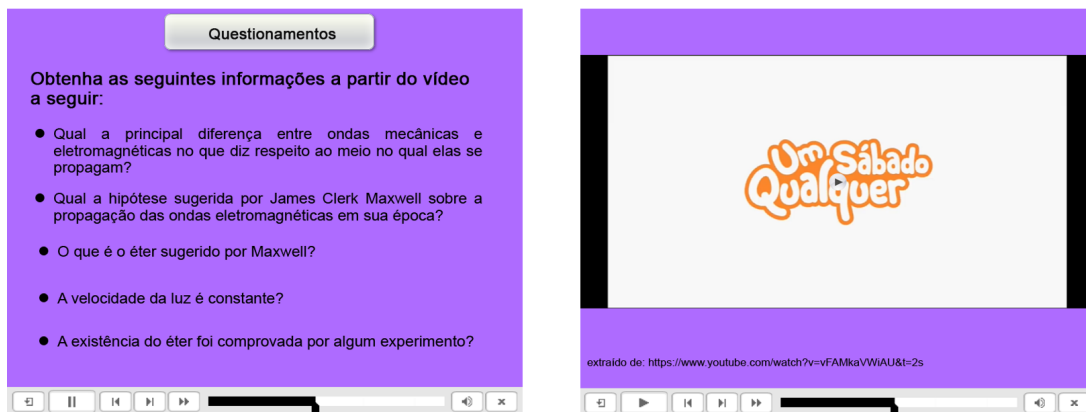 Questionamentos
Obtenha as seguintes informações a partir do vídeo
a seguir:
● Qual a principal diferença entre ondas mecânicas e
eletromagnéticas no que diz respeito ao meio no qual elas se
propagam?
● Qual a hipótese sugerida por James Clerk Maxwell sobre a
propagação das ondas eletromagnéticas em sua época?
● O que é o éter sugerido por Maxwell?
● A velocidade da luz é constante?
● A existência do éter foi comprovada por algum experimento?
Um Sábado
Qualquer
extraído de: https://www.youtube.com/watch?v=vFAMkaVWiAU&t=2s